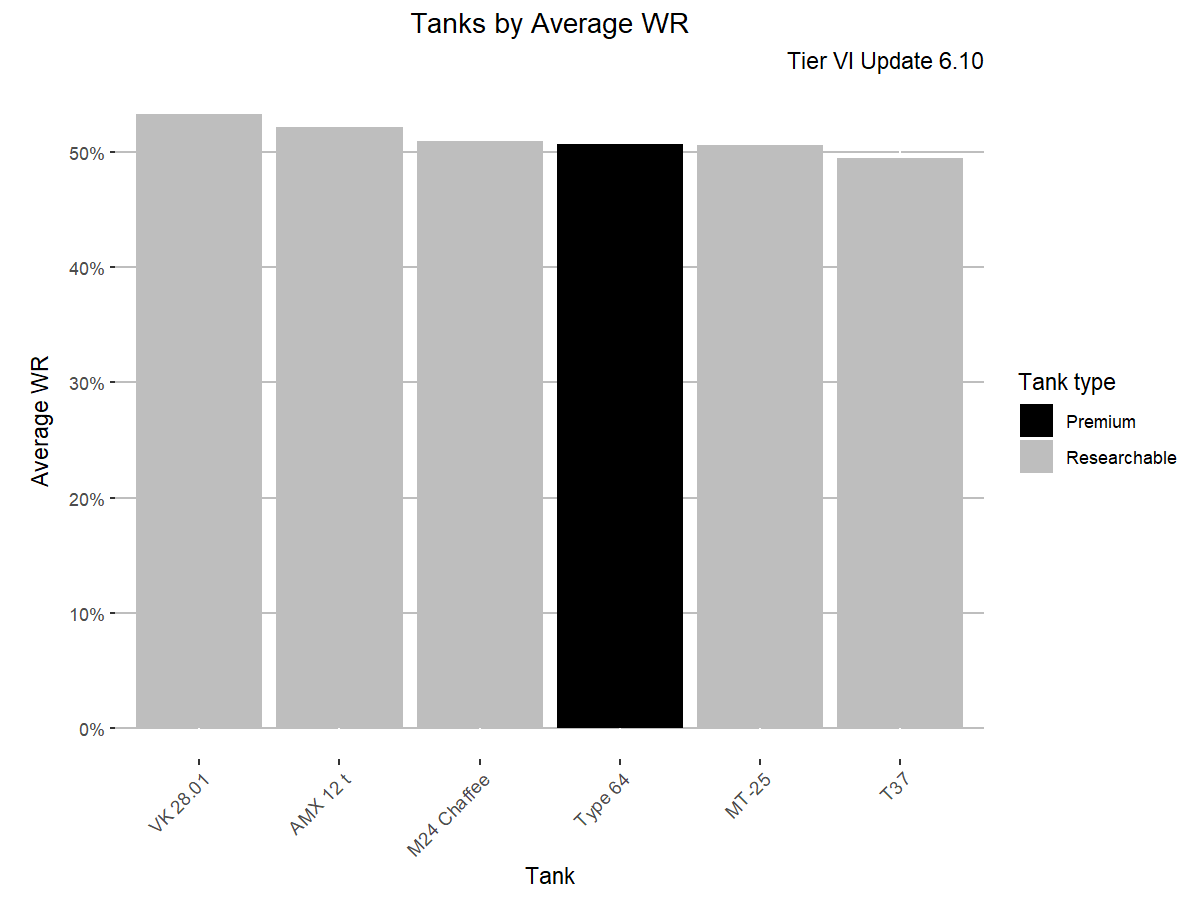 Tanks by Average WR
Tier VI Update 6.10
Average WR
50%
40%
30%
20%
10%
0%
VK 28.01
AMX 12 t
M24 Chaffee
Type 64
MT-25
T37
Tank
Tank type
Premium
Researchable